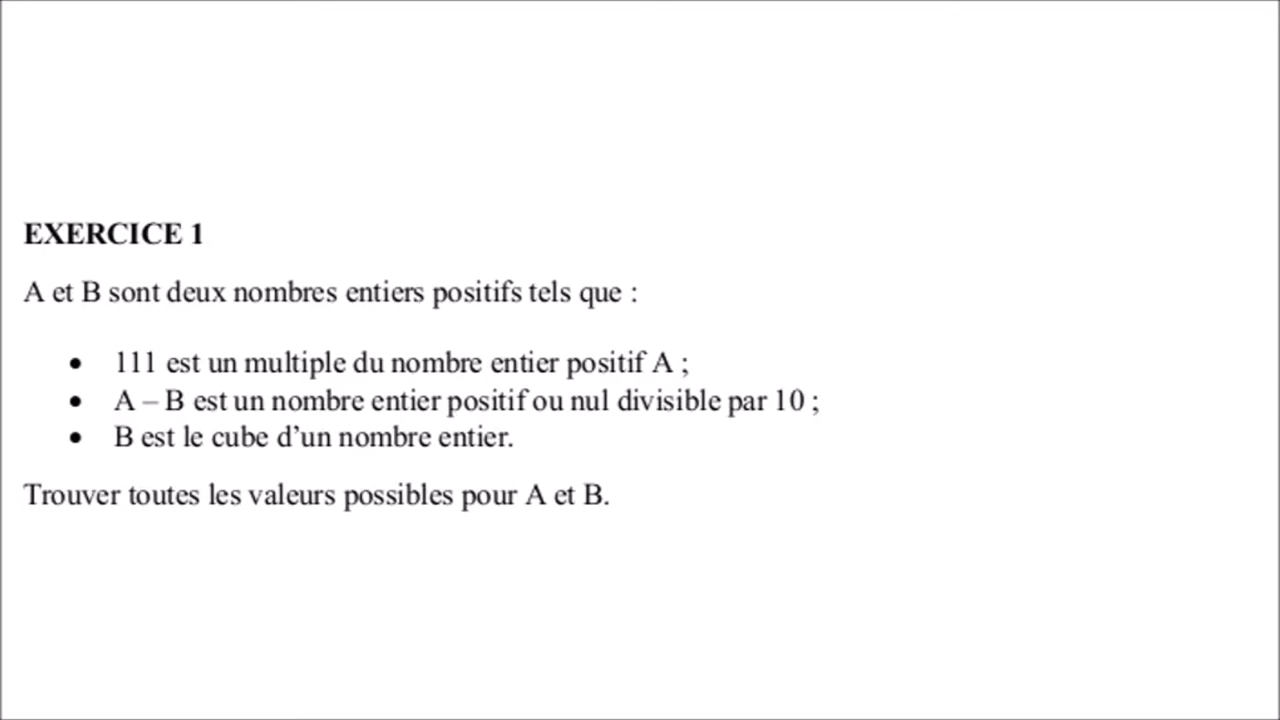 EXERCICE 1
A et B sont deux nombres entiers positifs tels que :
• 111 est un multiple du nombre entier positif A ;
• A – B est un nombre entier positif ou nul divisible par 10 ;
• B est le cube d’un nombre entier.
Trouver toutes les valeurs possibles pour A et B.